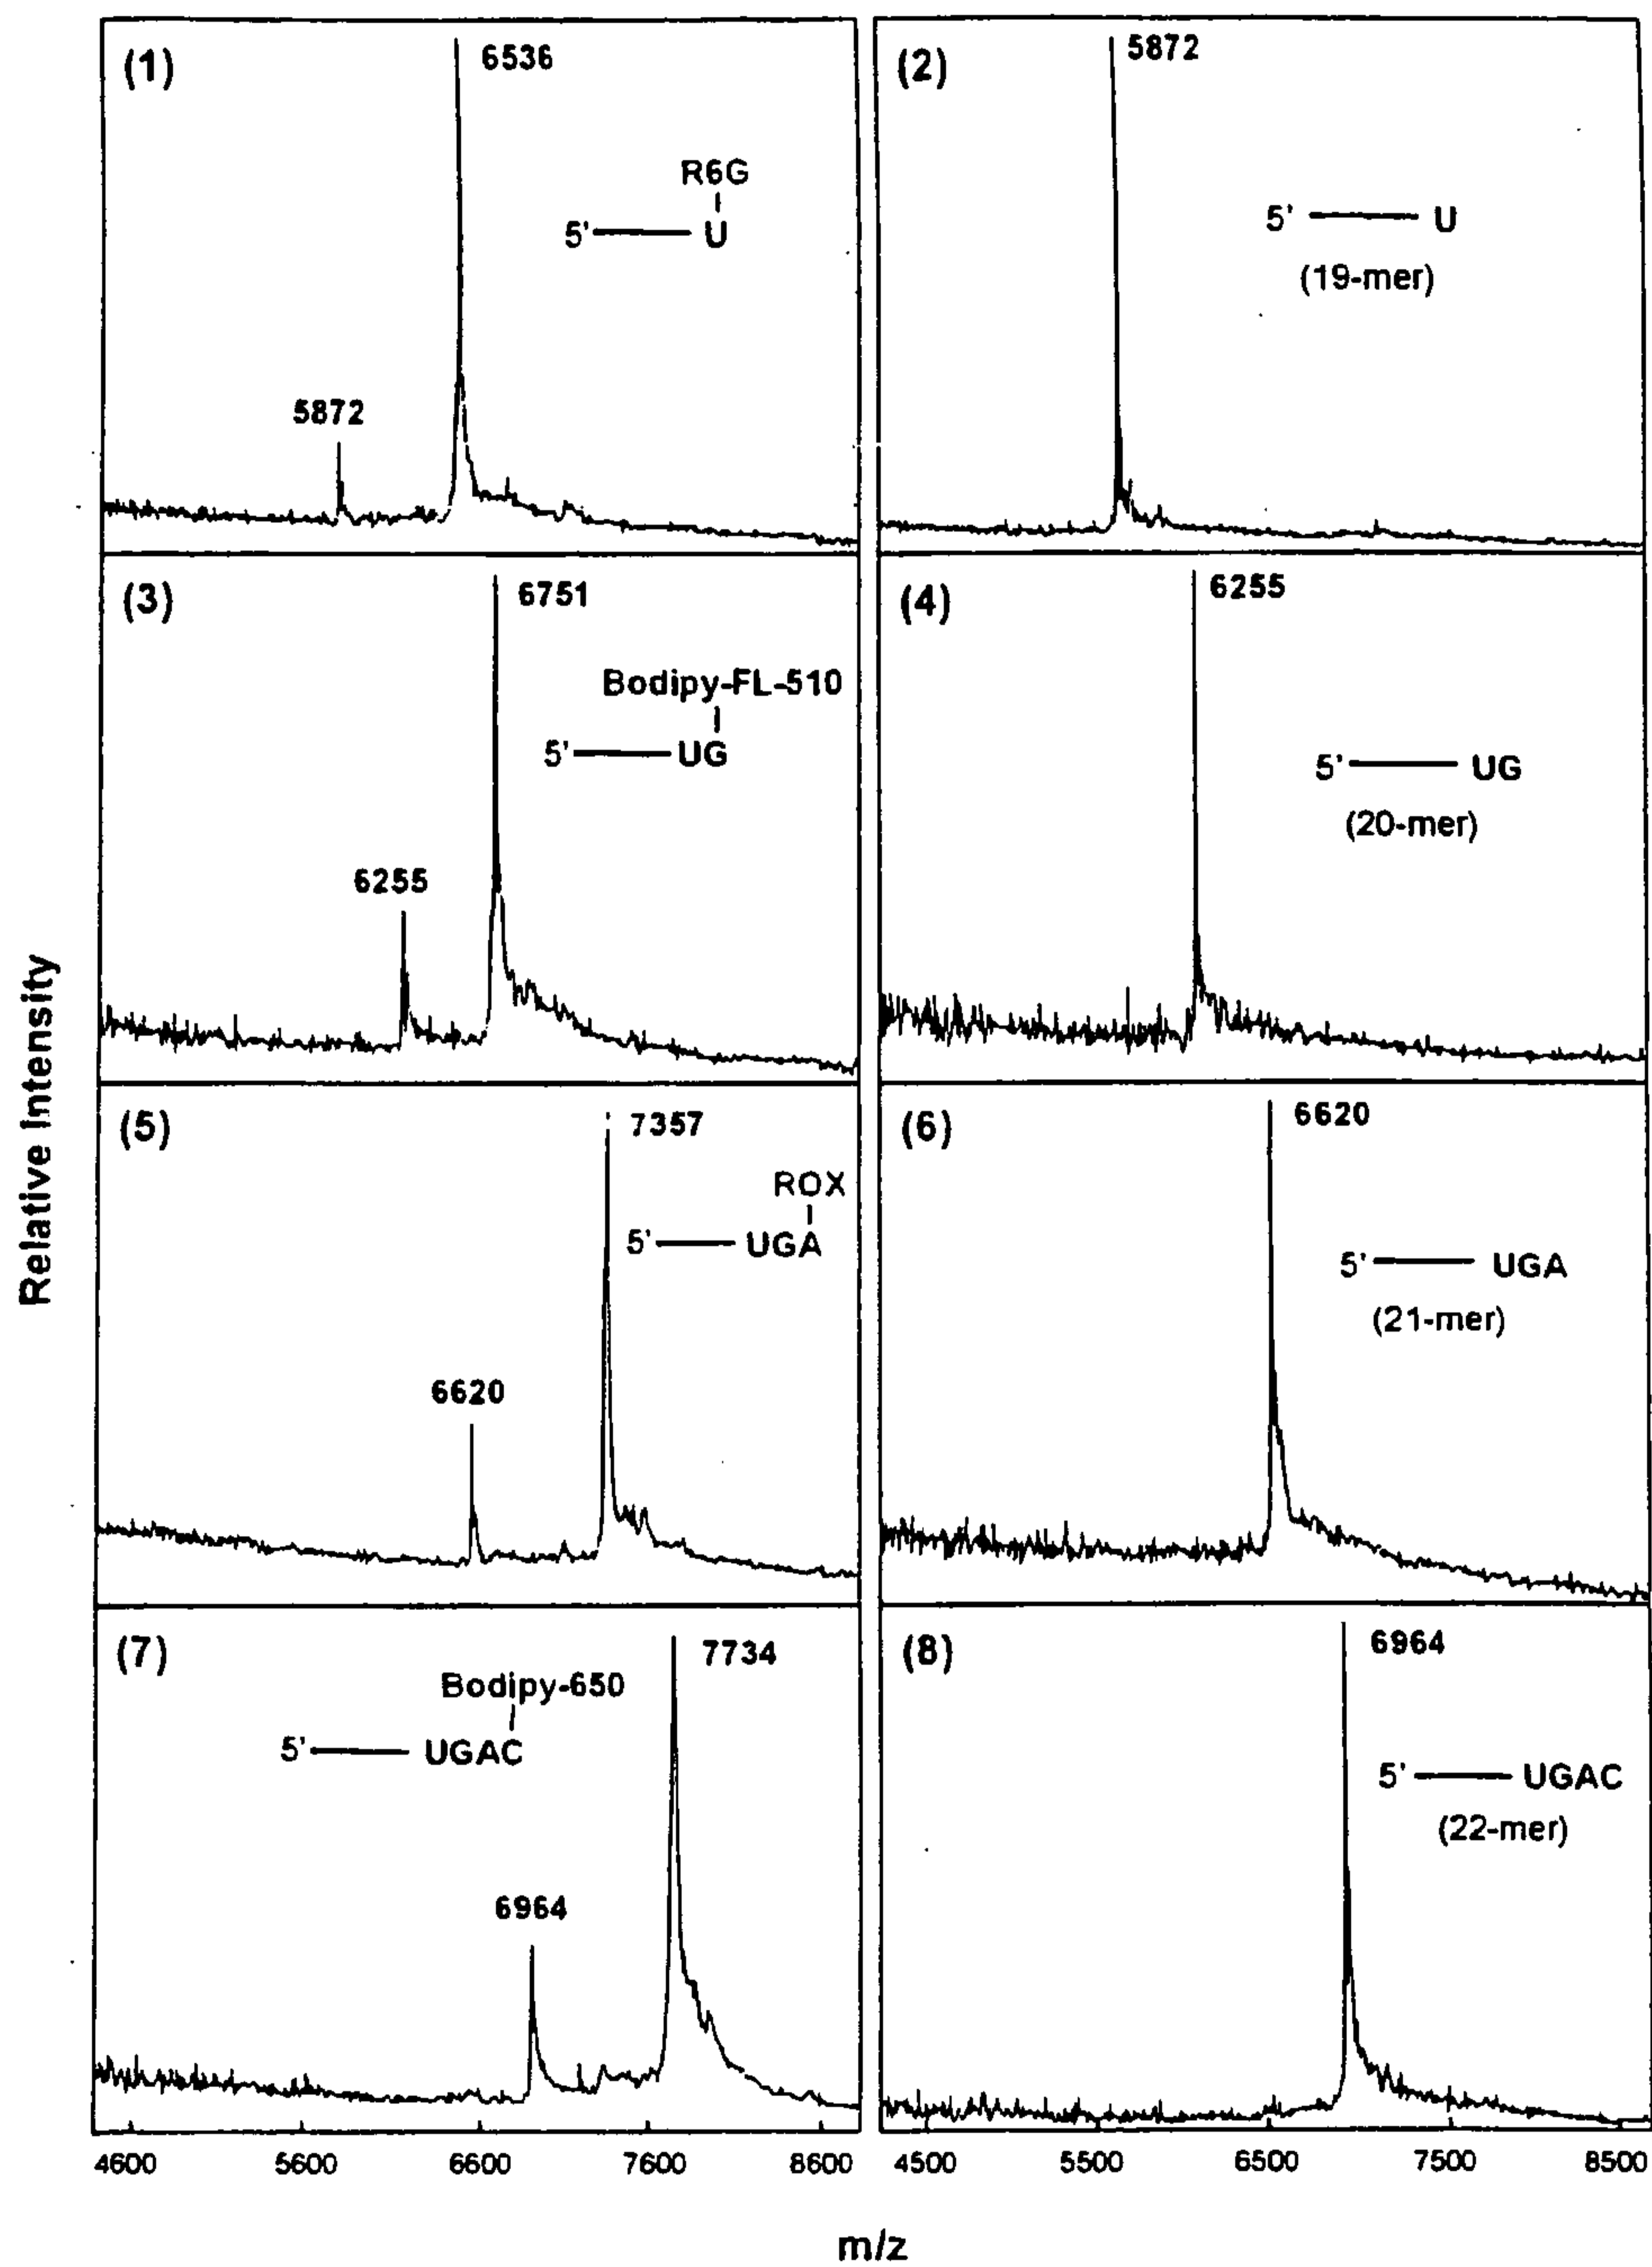 (1)
6536
R6G
5' U
5872
(2)
5872
5' U
(19-mer)
(3)
6751
Bodipy-FL-510
5' UG
6255
(4)
6255
5' UG
(20-mer)
(5)
7357
ROX
5' UGA
6620
(6)
6620
5' UGA
(21-mer)
(7)
7734
Bodipy-650
5' UGAC
6964
(8)
6964
5' UGAC
(22-mer)
Relative Intensity
4600 5600 6600 7600 8600
4500 5500 6500 7500 8500
m/z